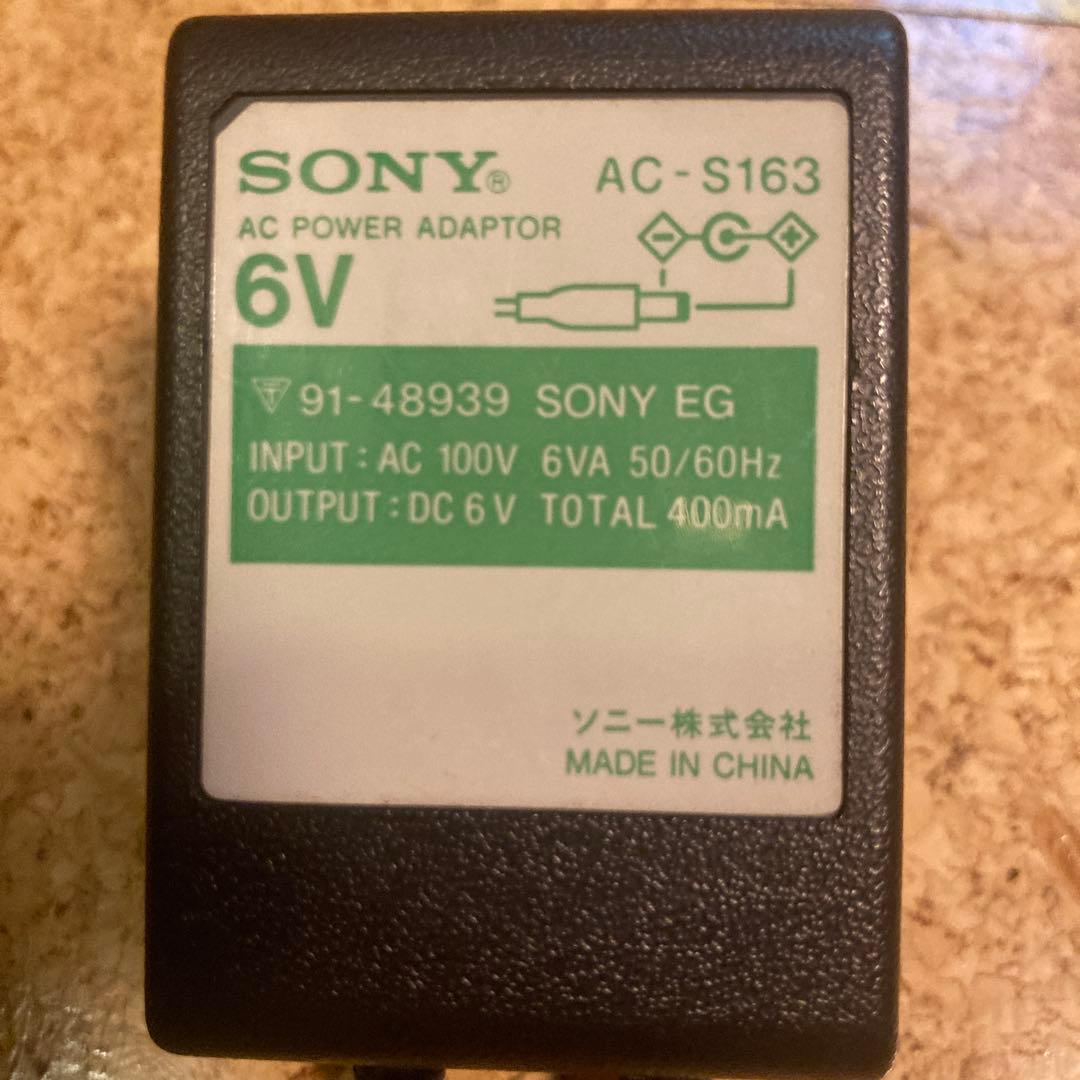 SONY® AC-S163
AC POWER ADAPTOR
6V
91-48939 SONY EG
INPUT : AC 100V 6VA 50/60Hz
OUTPUT : DC 6V TOTAL 400mA
ソニー株式会社
MADE IN CHINA